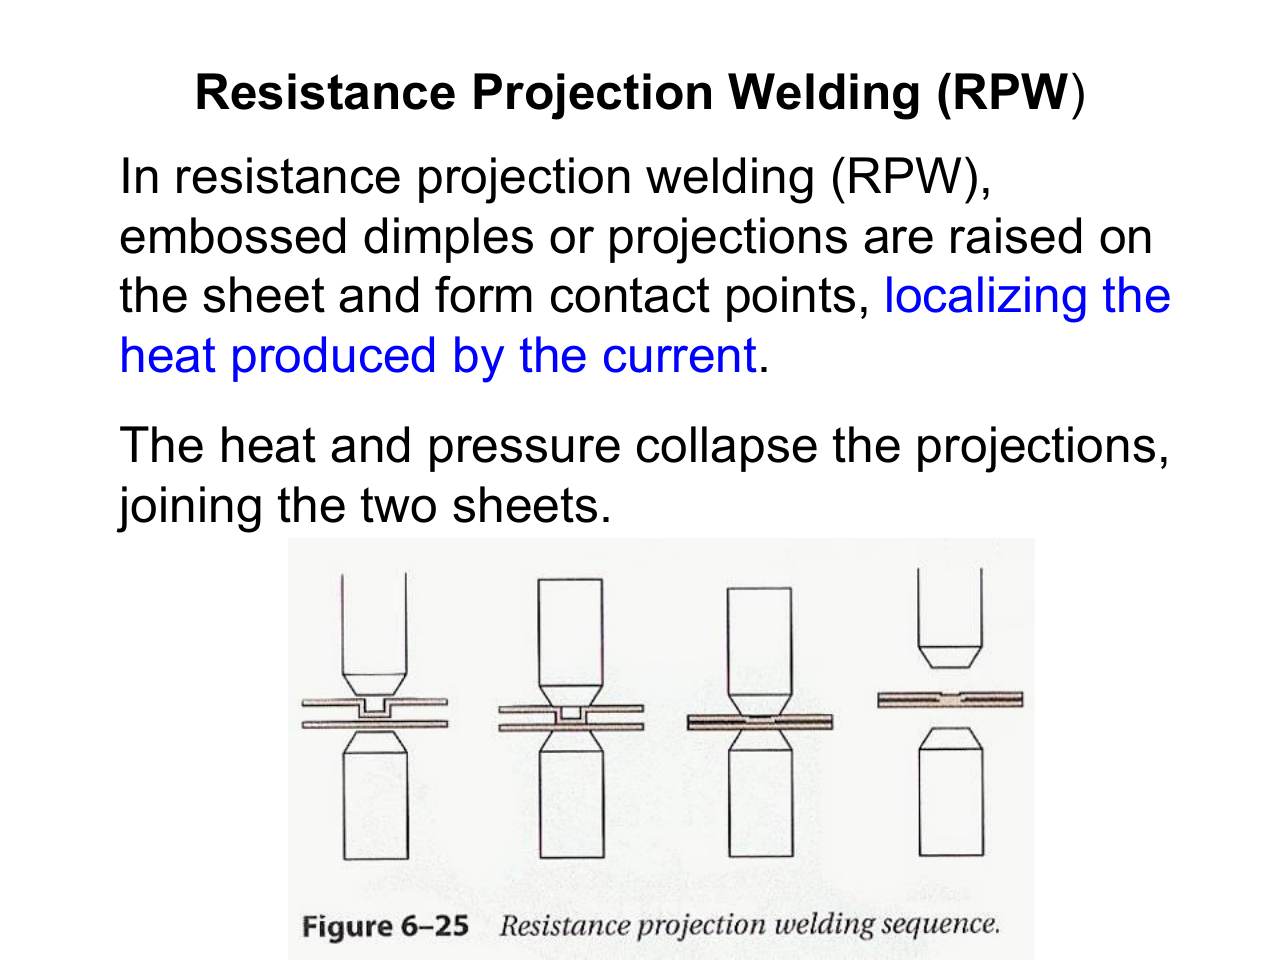 Resistance Projection Welding (RPW)
In resistance projection welding (RPW),
embossed dimples or projections are raised on
the sheet and form contact points, localizing the
heat produced by the current.
The heat and pressure collapse the projections,
joining the two sheets.
Figure 6–25 Resistance projection welding sequence.